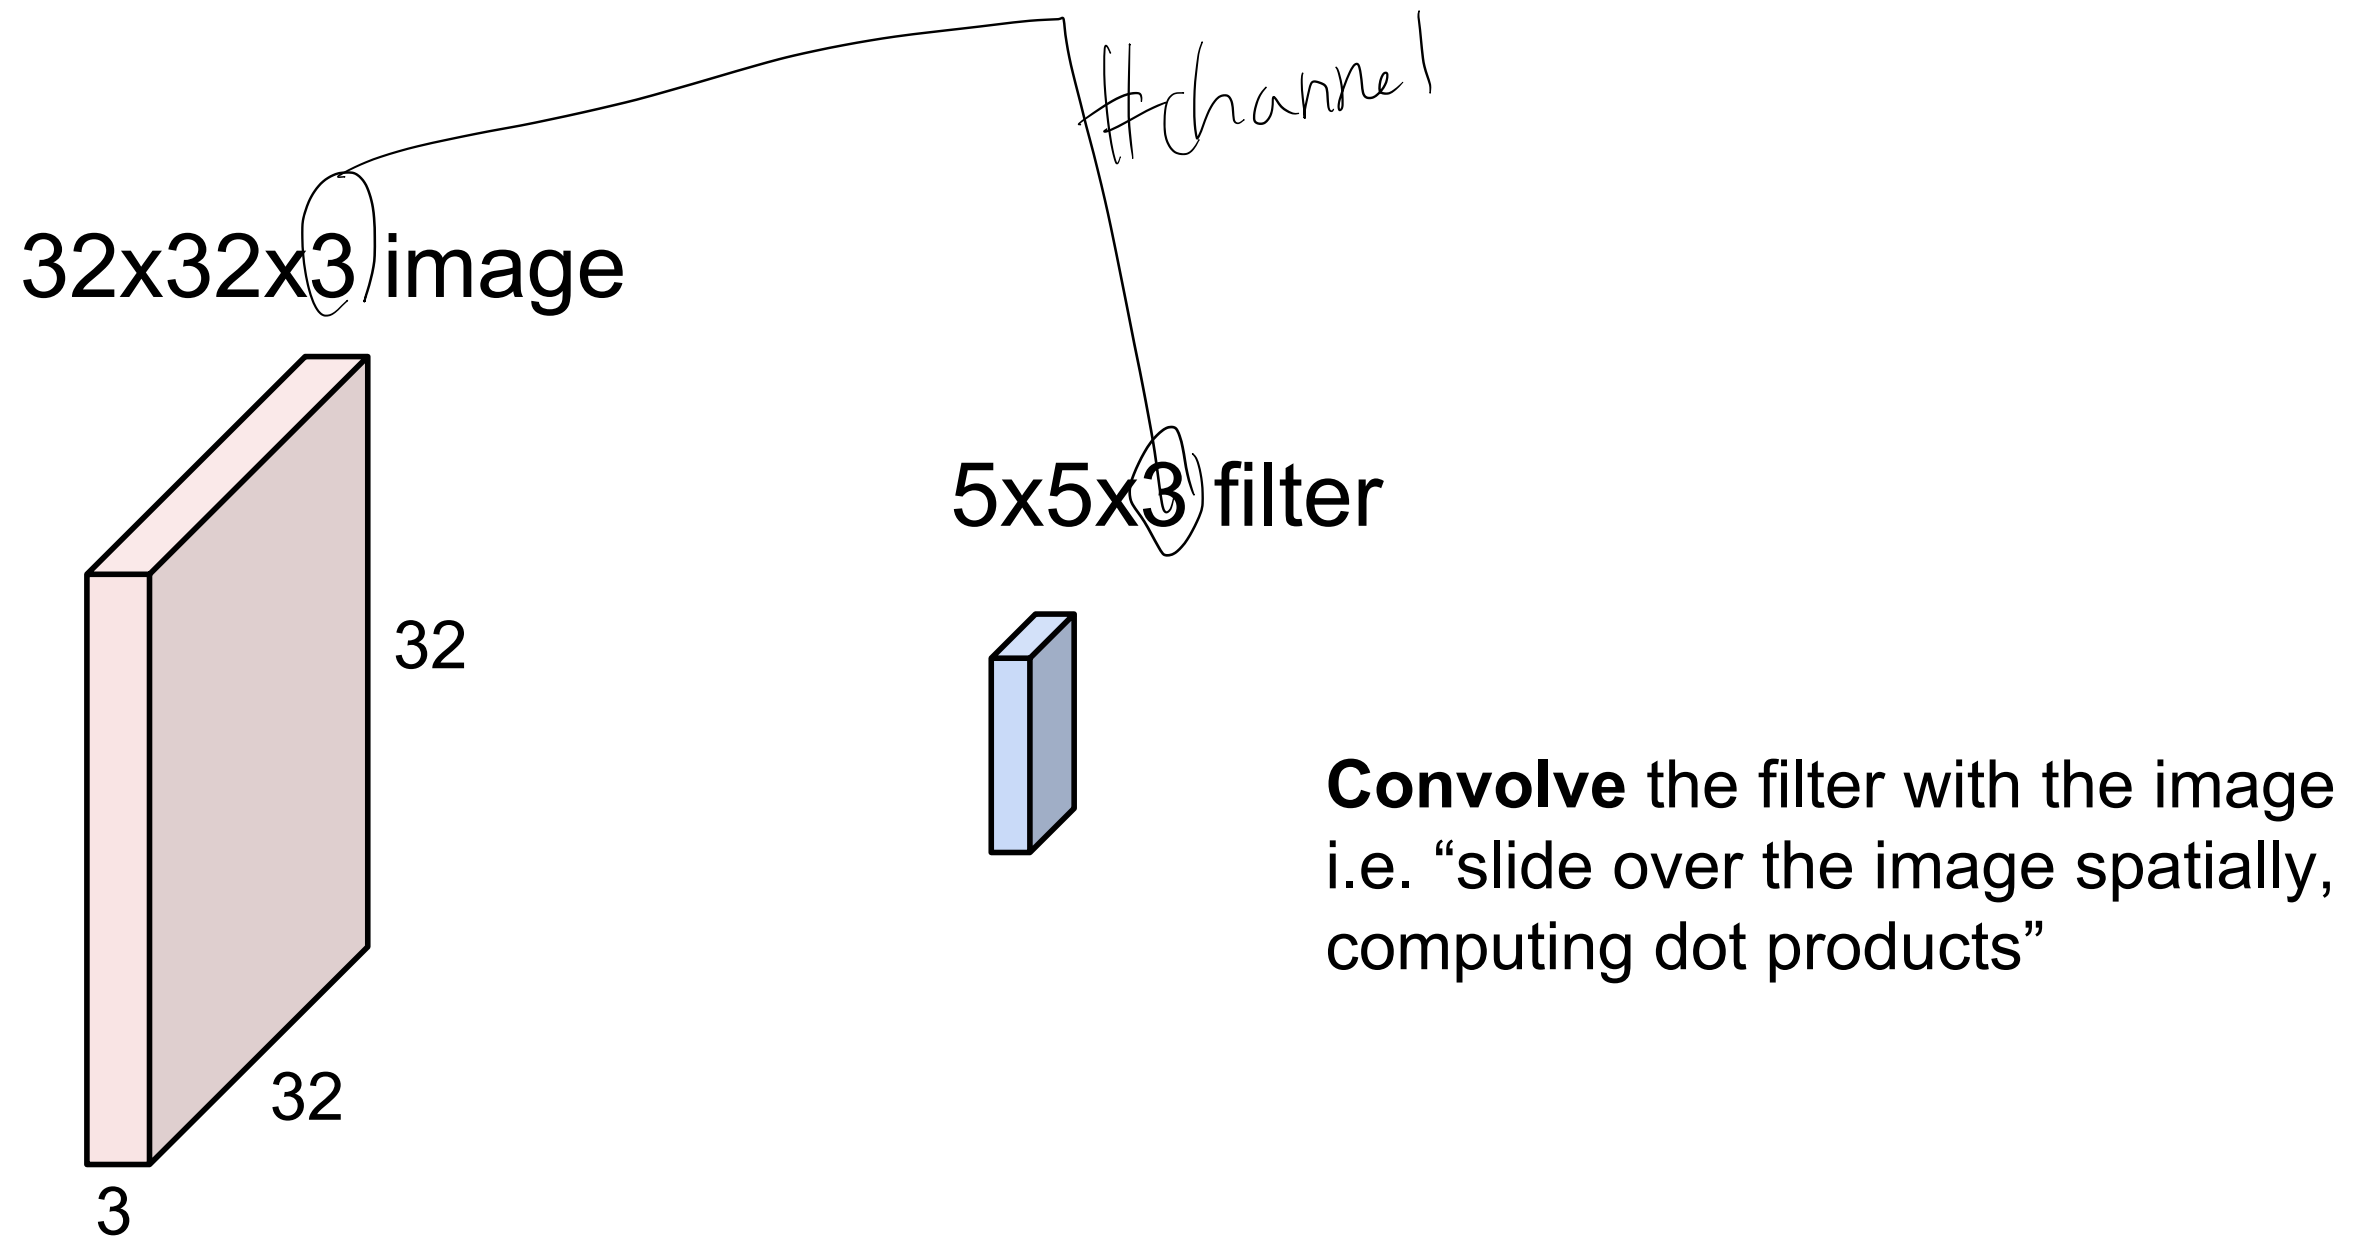 #channel
32x32x3 image
5x5x3 filter
32
Convolve the filter with the image
i.e. “slide over the image spatially,
computing dot products”
32
3